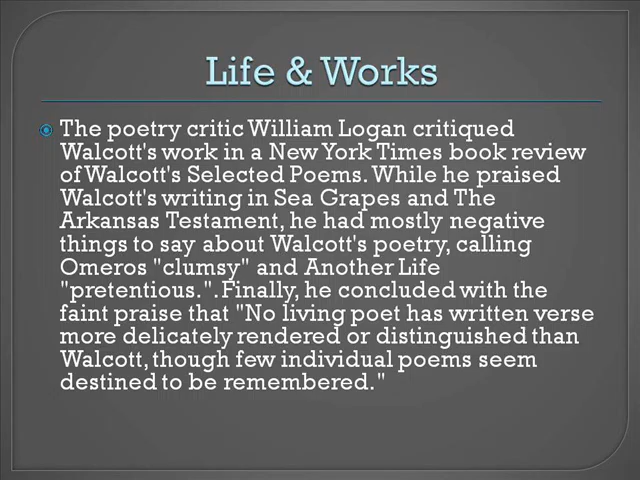 Life & Works
The poetry critic William Logan critiqued
Walcott's work in a New York Times book review
of Walcott's Selected Poems. While he praised
Walcott's writing in Sea Grapes and The
Arkansas Testament, he had mostly negative
things to say about Walcott's poetry, calling
Omeros "clumsy" and Another Life
"pretentious.". Finally, he concluded with the
faint praise that "No living poet has written verse
more delicately rendered or distinguished than
Walcott, though few individual poems seem
destined to be remembered."